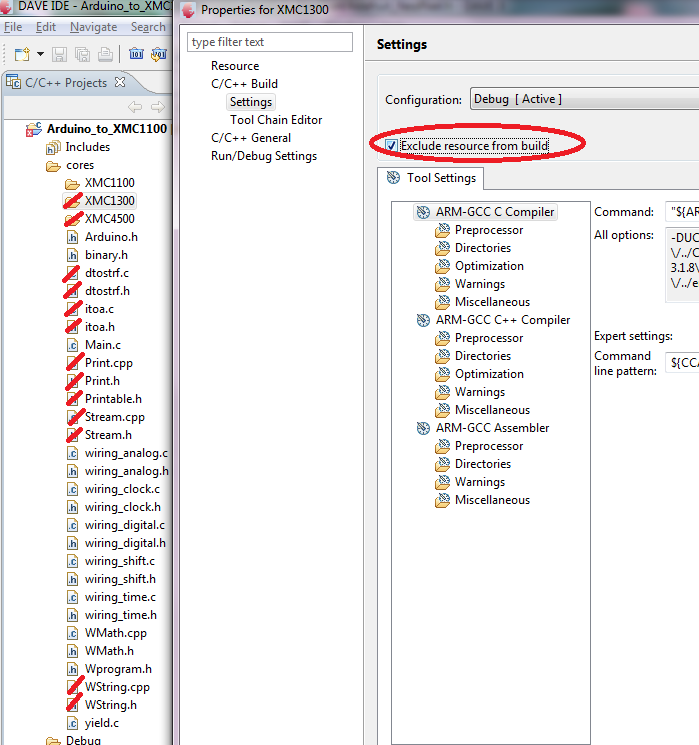 DAVE IDE - Arduino_to_XMC1
File Edit Navigate Search
C/C++ Projects
Arduino_to_XMC1100
Includes
cores
XMC1100
XMC1300
XMC4500
Arduino.h
binary.h
dtostrf.c
dtostrf.h
itoa.c
itoa.h
Main.c
Print.cpp
Print.h
Printable.h
Stream.cpp
Stream.h
wiring_analog.c
wiring_analog.h
wiring_clock.c
wiring_clock.h
wiring_digital.c
wiring_digital.h
wiring_shift.c
wiring_shift.h
wiring_time.c
wiring_time.h
WMath.cpp
WMath.h
Wprogram.h
WString.cpp
WString.h
yield.c
Debug
Properties for XMC1300
type filter text
Resource
C/C++ Build
Settings
Tool Chain Editor
C/C++ General
Run/Debug Settings
Settings
Configuration: Debug [ Active ]
Exclude resource from build
Tool Settings
ARM-GCC C Compiler
Preprocessor
Directories
Optimization
Warnings
Miscellaneous
ARM-GCC C++ Compiler
Preprocessor
Directories
Optimization
Warnings
Miscellaneous
ARM-GCC Assembler
Preprocessor
Directories
Warnings
Miscellaneous
Command: "${AR
All options: -DUC
\/../C
3.1.8\
\/../e
Expert settings:
Command
line pattern: ${CC